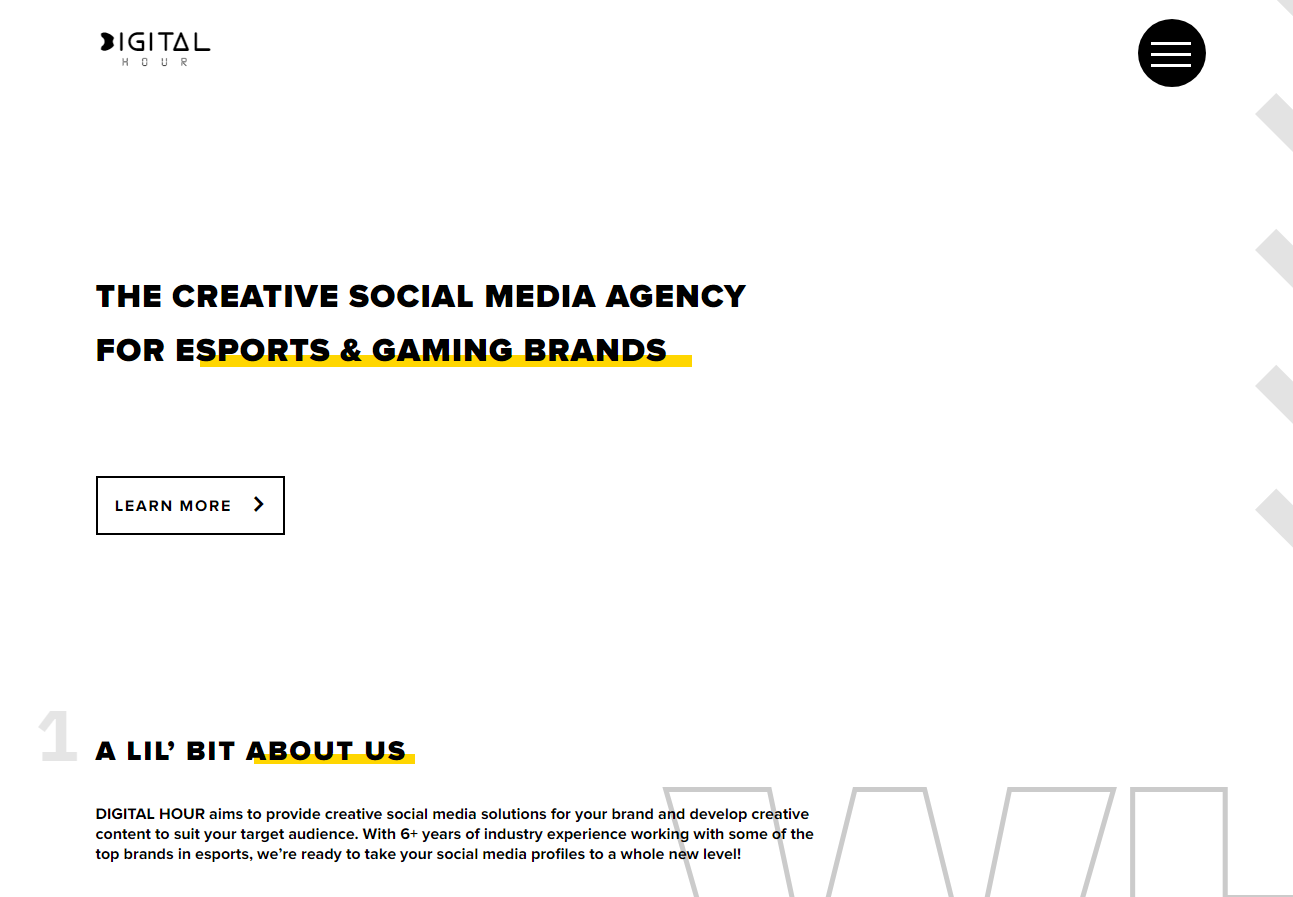 DIGITAL
HOUR
THE CREATIVE SOCIAL MEDIA AGENCY
FOR ESPORTS & GAMING BRANDS
LEARN MORE
1
A LIL’ BIT ABOUT US
DIGITAL HOUR aims to provide creative social media solutions for your brand and develop creative
content to suit your target audience. With 6+ years of industry experience working with some of the
top brands in esports, we’re ready to take your social media profiles to a whole new level!